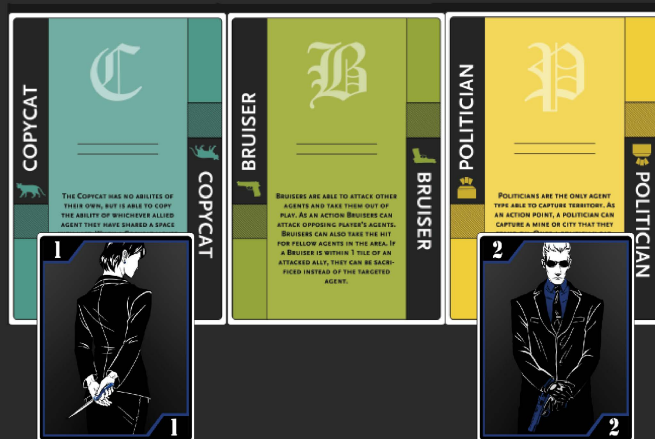 C
COPYCAT
THE COPYCAT HAS NO ABILITES OF
THEIR OWN, BUT IS ABLE TO COPY
THE ABILITY OF WHICHEVER ALLIED
AGENT THEY HAVE SHARED A SPACE
COPYCAT
B
BRUISER
BRUISERS ARE ABLE TO ATTACK OTHER
AGENTS AND TAKE THEM OUT OF
PLAY. AS AN ACTION BRUISERS CAN
ATTACK OPPOSING PLAYER'S AGENTS.
BRUISERS CAN ALSO TAKE THE HIT
FOR FELLOW AGENTS IN THE AREA. IF
A BRUISER IS WITHIN 1 TILE OF AN
ATTACKED ALLY, THEY CAN BE SACRI-
FICED INSTEAD OF THE TARGETED
AGENT.
BRUISER
P
POLITICIAN
POLITICIANS ARE THE ONLY AGENT
TYPE ABLE TO CAPTURE TERRITORY. AS
AN ACTION POINT, A POLITICIAN CAN
CAPTURE A MINE OR CITY THAT THEY
POLITICIAN
1
1
2
2